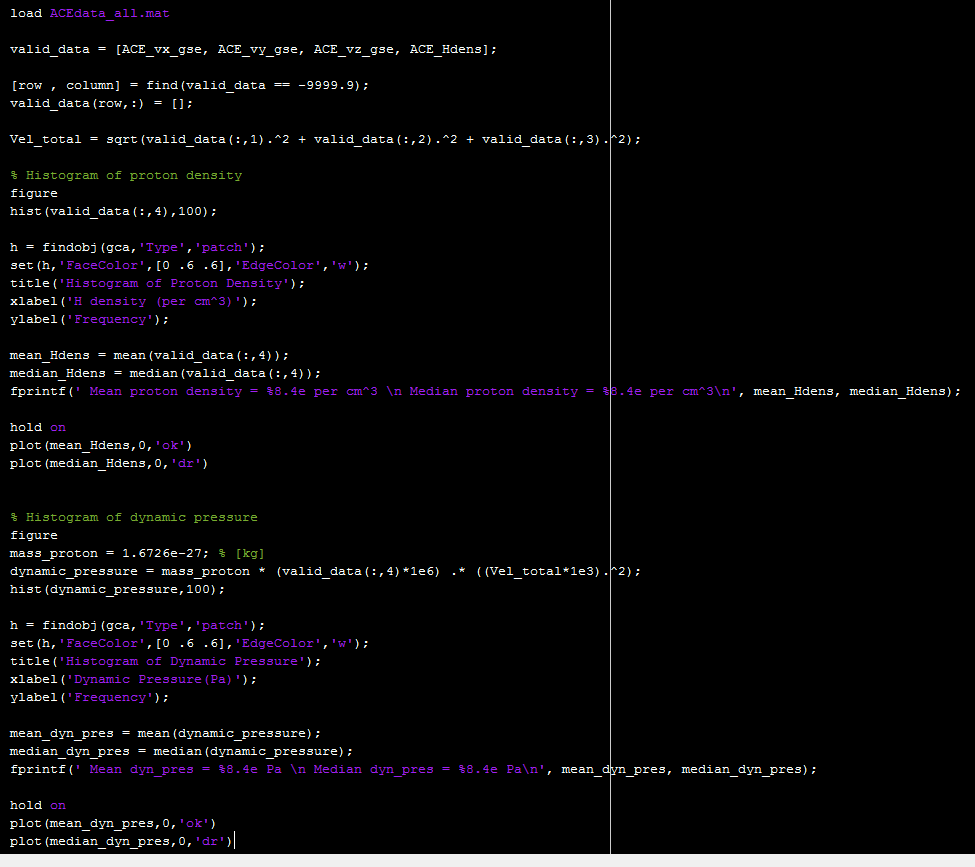 load ACEdata_all.mat
valid_data = [ACE_vx_gse, ACE_vy_gse, ACE_vz_gse, ACE_Hdens];
[row , column] = find(valid_data == -9999.9);
valid_data(row,:) = [];
Vel_total = sqrt(valid_data(:,1).^2 + valid_data(:,2).^2 + valid_data(:,3).^2);
% Histogram of proton density
figure
hist(valid_data(:,4),100);
h = findobj(gca,'Type','patch');
set(h,'FaceColor',[0 .6 .6],'EdgeColor','w');
title('Histogram of Proton Density');
xlabel('H density (per cm^3)');
ylabel('Frequency');
mean_Hdens = mean(valid_data(:,4));
median_Hdens = median(valid_data(:,4));
fprintf(' Mean proton density = %8.4e per cm^3 \n Median proton density = %8.4e per cm^3\n', mean_Hdens, median_Hdens);
hold on
plot(mean_Hdens,0,'ok')
plot(median_Hdens,0,'dr')
% Histogram of dynamic pressure
figure
mass_proton = 1.6726e-27; % [kg]
dynamic_pressure = mass_proton * (valid_data(:,4)*1e6) .* ((Vel_total*1e3).^2);
hist(dynamic_pressure,100);
h = findobj(gca,'Type','patch');
set(h,'FaceColor',[0 .6 .6],'EdgeColor','w');
title('Histogram of Dynamic Pressure');
xlabel('Dynamic Pressure(Pa)');
ylabel('Frequency');
mean_dyn_pres = mean(dynamic_pressure);
median_dyn_pres = median(dynamic_pressure);
fprintf(' Mean dyn_pres = %8.4e Pa \n Median dyn_pres = %8.4e Pa\n', mean_dyn_pres, median_dyn_pres);
hold on
plot(mean_dyn_pres,0,'ok')
plot(median_dyn_pres,0,'dr')